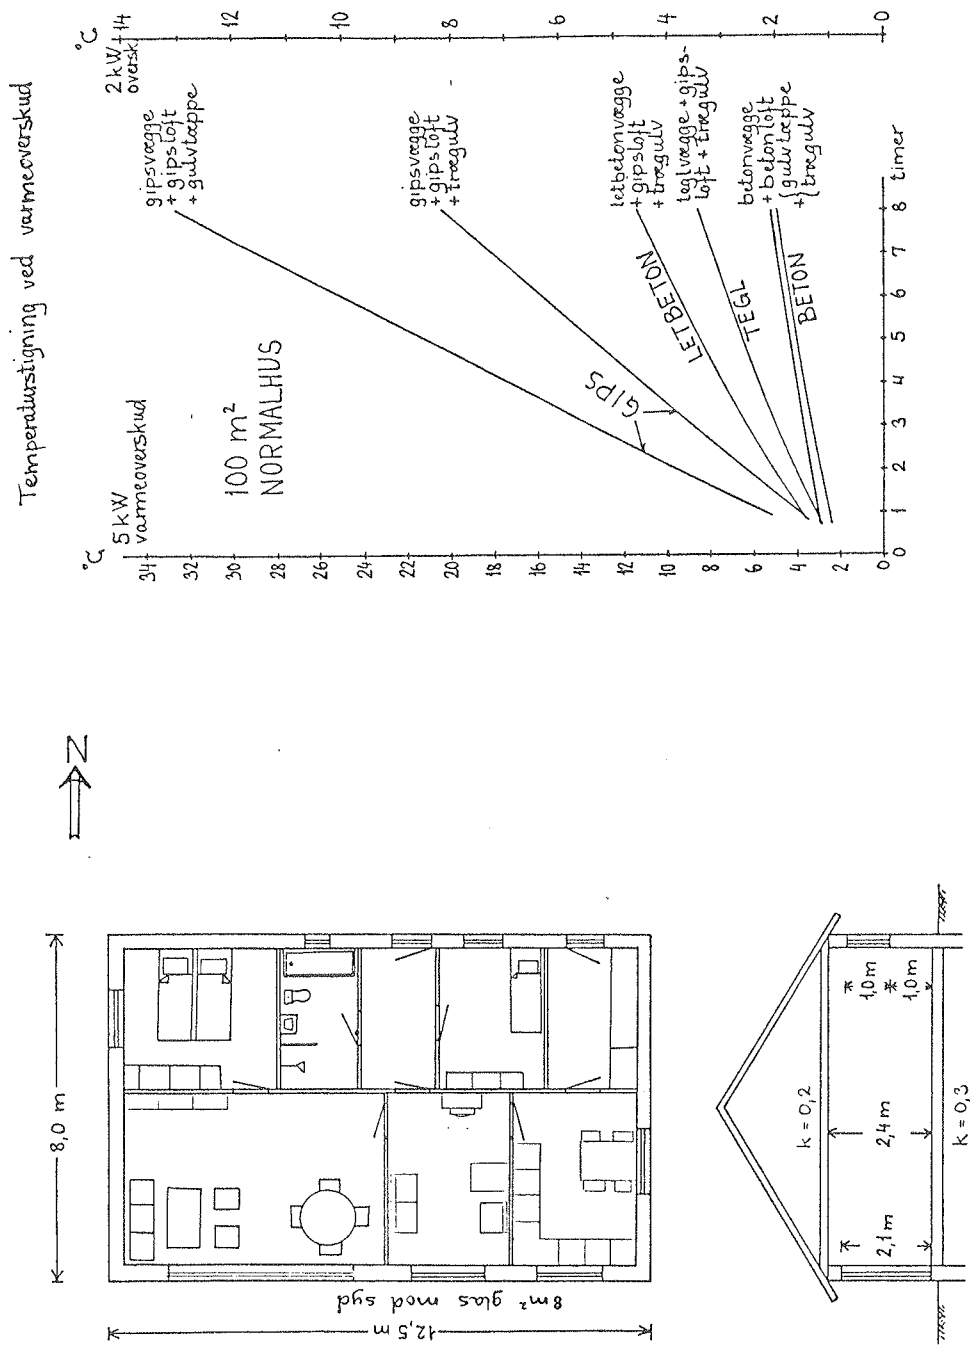 Temperaturstigning ved varmeoverskud
°C
5 kW
varmeoverskud
34
32
30
28
26
24
22
20
18
16
14
12
10
8
6
4
2
0
100 m²
NORMALHUS
°C
2 kW
oversk.
14
12
10
8
6
4
2
0
gipsvægge
+ gipsloft
+ gulvtæppe
gipsvægge
+ gipsloft
+ trægulv
letbetonvægge
+ gipsloft
+ trægulv
teglvægge + gips-
loft + trægulv
betonvægge
+ betonloft
+ { gulvtæppe
{ trægulv
GIPS
LETBETON
TEGL
BETON
0 1 2 3 4 5 6 7 8 timer
N
8,0 m
12,5 m
8 m² glas mod syd
k = 0,2
2,1 m
2,4 m
1,0 m
1,0 m
k = 0,3